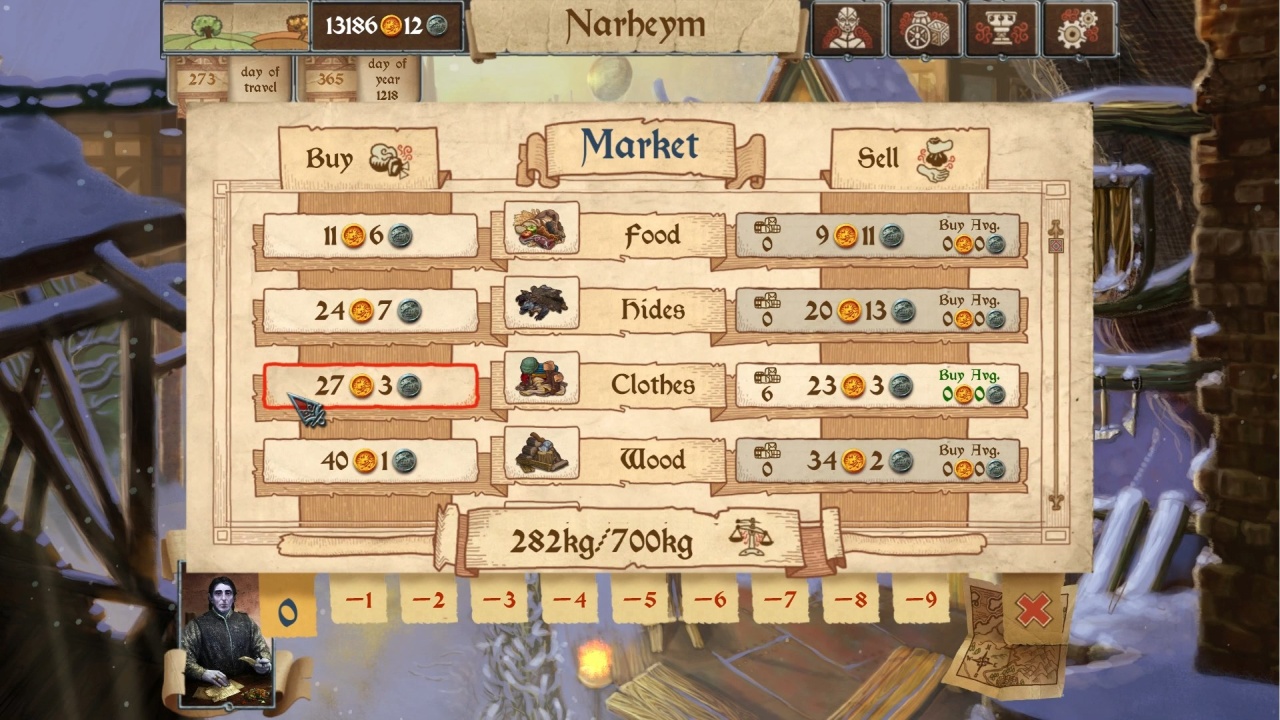 13186 12
Narheym
273
day of
travel
365
day of
year
1218
Buy
Market
Sell
11 6
Food
0
9 11
Buy Avg.
0 0
24 7
Hides
0
20 13
Buy Avg.
0 0
27 3
Clothes
6
23 3
Buy Avg.
0 0
40 1
Wood
0
34 2
Buy Avg.
0 0
282kg/700kg
0
-1 -2 -3 -4 -5 -6 -7 -8 -9